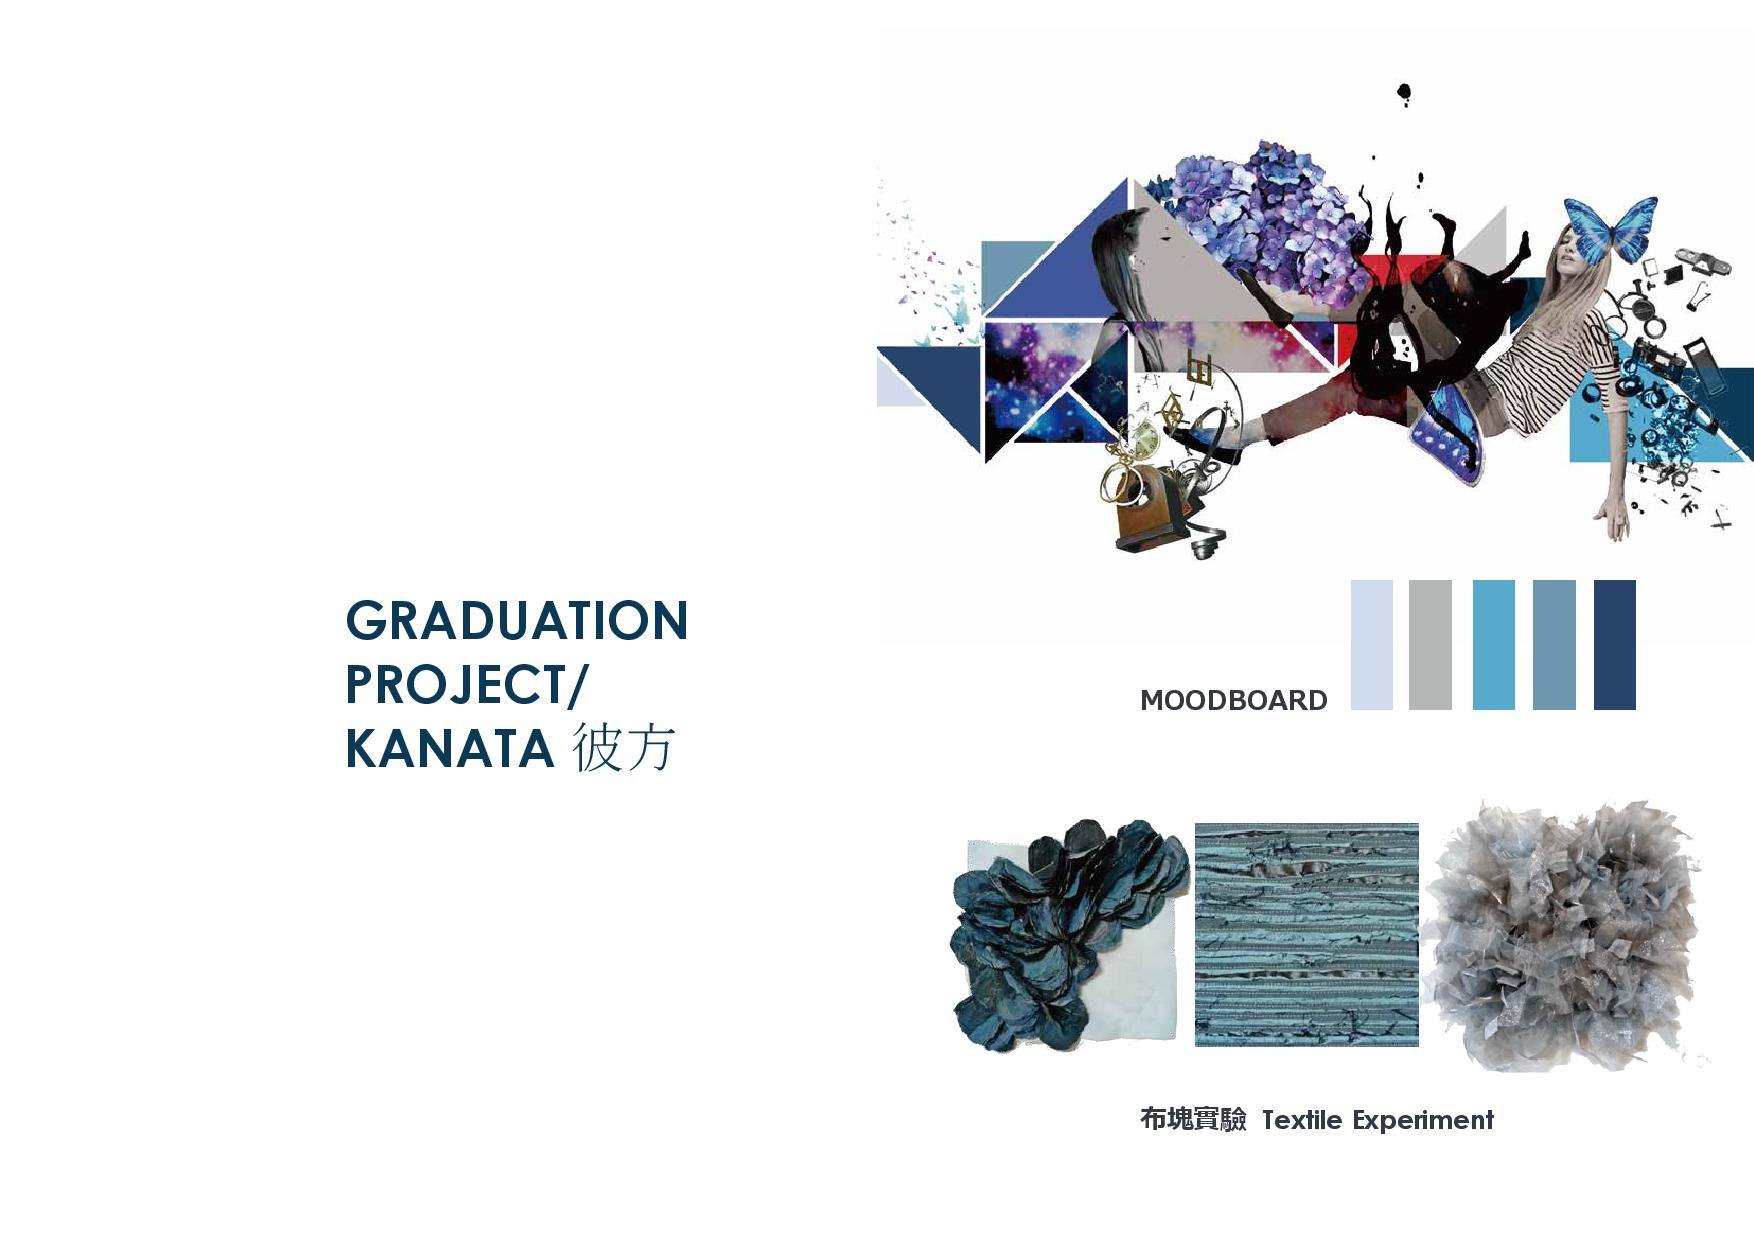 GRADUATION
PROJECT/
KANATA 彼方
MOODBOARD
布塊實驗 Textile Experiment